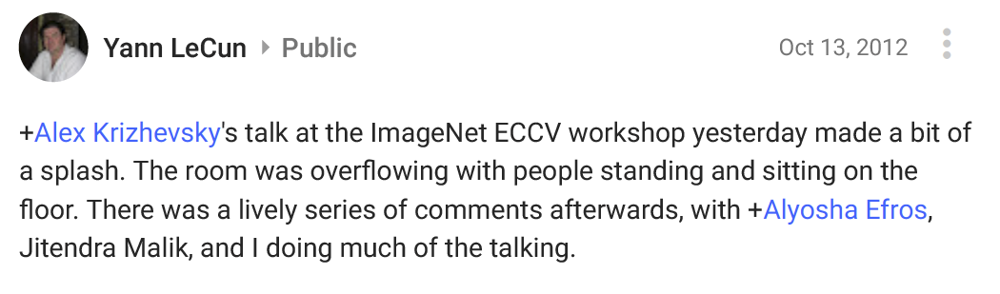 Yann LeCun ▸ Public Oct 13, 2012
+Alex Krizhevsky's talk at the ImageNet ECCV workshop yesterday made a bit of
a splash. The room was overflowing with people standing and sitting on the
floor. There was a lively series of comments afterwards, with +Alyosha Efros,
Jitendra Malik, and I doing much of the talking.